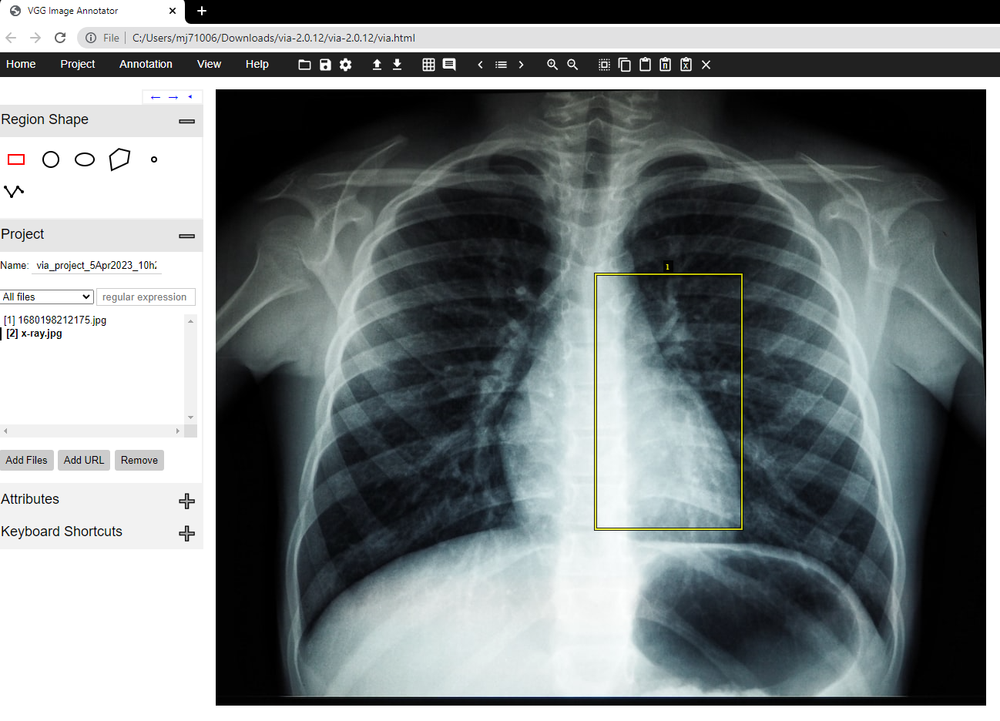 VGG Image Annotator
File C:/Users/mj71006/Downloads/via-2.0.12/via-2.0.12/via.html
Home Project Annotation View Help
Region Shape
Project
Name: via_project_5Apr2023_10h2
All files regular expression
[1] 1680198212175.jpg
[2] x-ray.jpg
Add Files Add URL Remove
Attributes
Keyboard Shortcuts
1